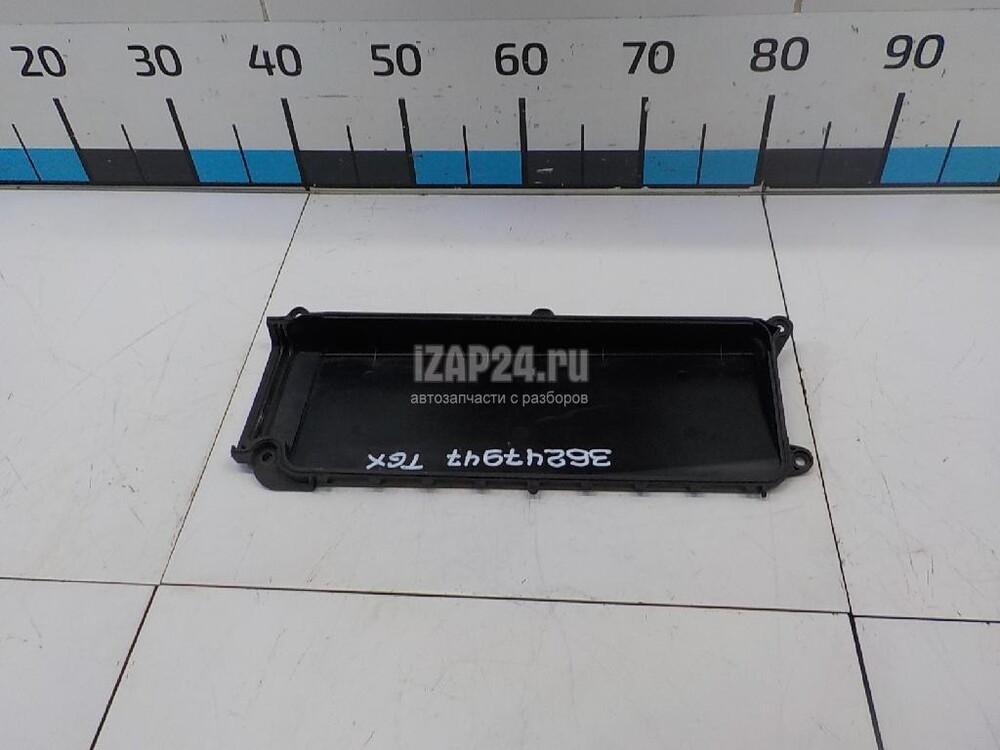 20 30 40 50 60 70 80 90
iZAP24.ru
автозапчасти с разборов
36247947 TGX